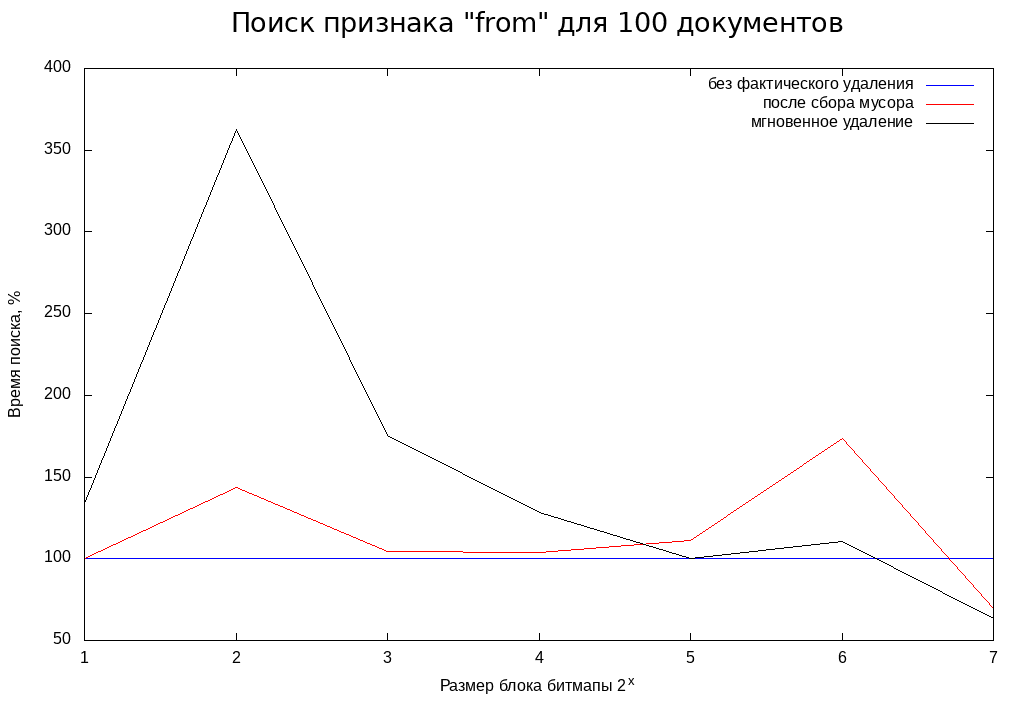 Поиск признака "from" для 100 документов
400
350
300
250
200
150
100
50
без фактического удаления
после сбора мусора
мгновенное удаление
Время поиска, %
1 2 3 4 5 6 7
Размер блока битмапы 2^x